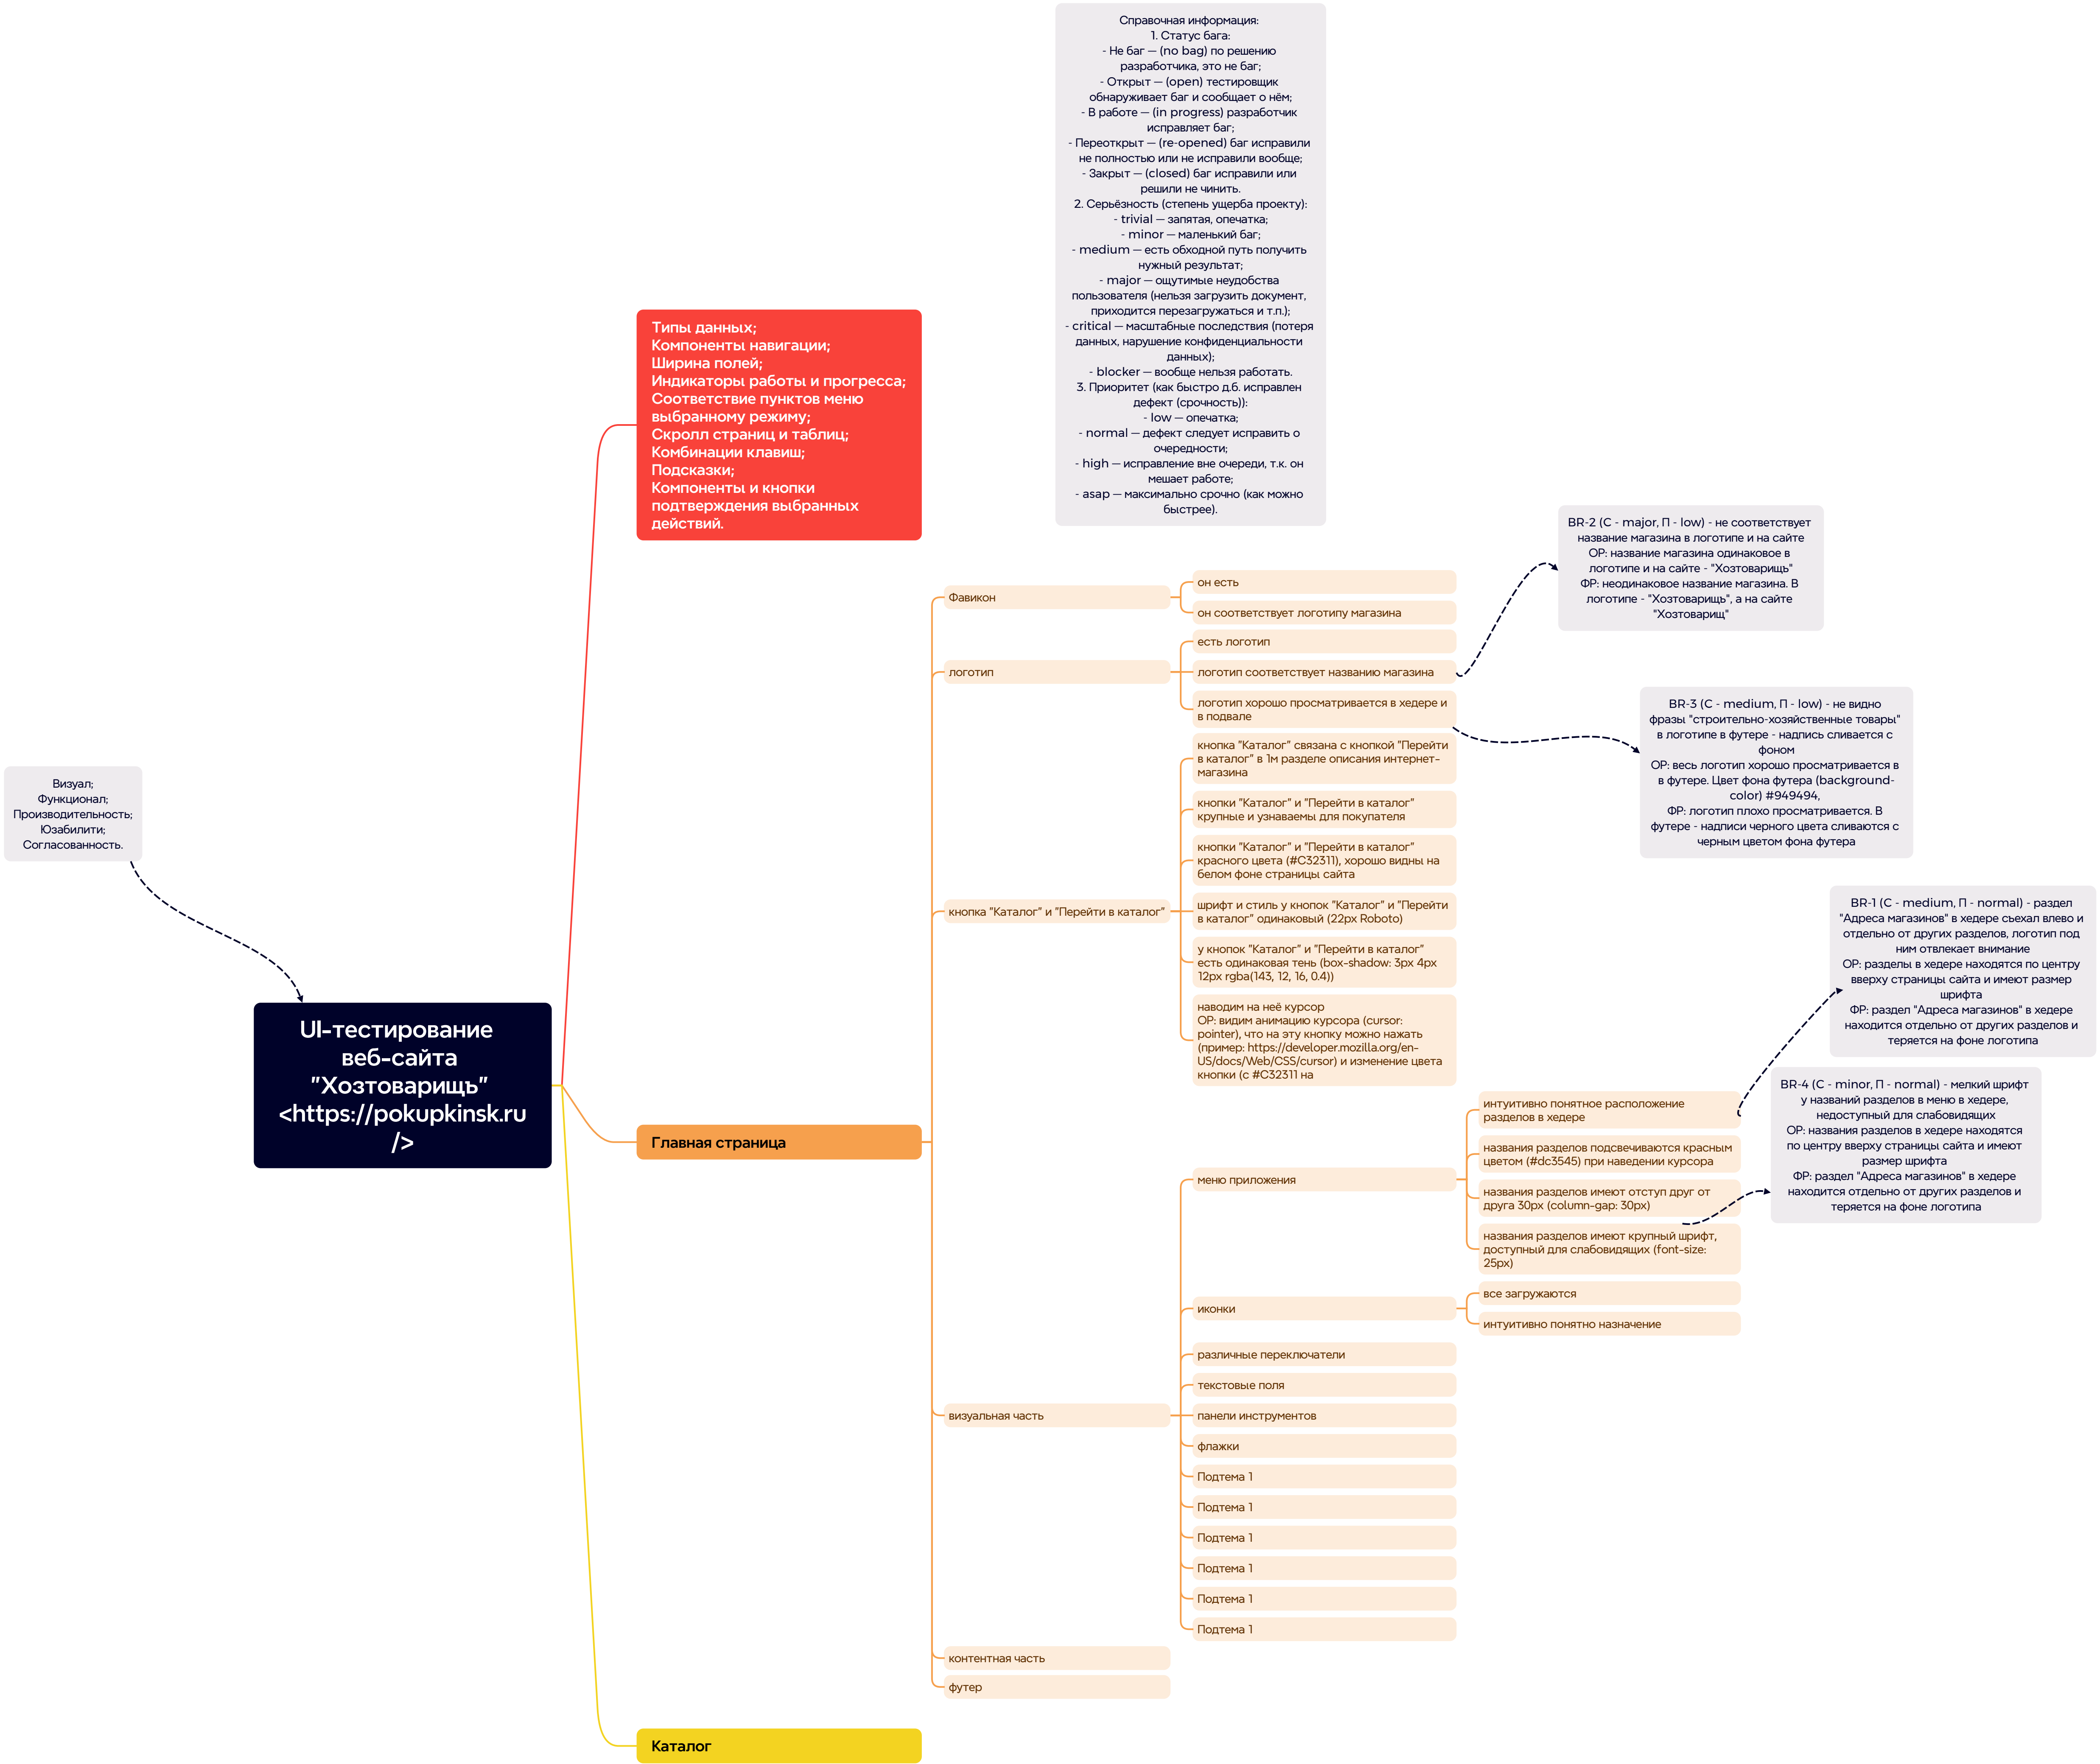 Справочная информация:
1. Статус бага:
- Не баг — (no bag) по решению
разработчика, это не баг;
- Открыт — (open) тестировщик
обнаруживает баг и сообщает о нём;
- В работе — (in progress) разработчик
исправляет баг;
- Переоткрыт — (re-opened) баг исправили
не полностью или не исправили вообще;
- Закрыт — (closed) баг исправили или
решили не чинить.
2. Серьёзность (степень ущерба проекту):
- trivial — запятая, опечатка;
- minor — маленький баг;
- medium — есть обходной путь получить
нужный результат;
- major — ощутимые неудобства
пользователя (нельзя загрузить документ,
приходится перезагружаться и т.п.);
- critical — масштабные последствия (потеря
данных, нарушение конфиденциальности
данных);
- blocker — вообще нельзя работать.
3. Приоритет (как быстро д.б. исправлен
дефект (срочность)):
- low — опечатка;
- normal — дефект следует исправить о
очередности;
- high — исправление вне очереди, т.к. он
мешает работе;
- asap — максимально срочно (как можно
быстрее).
Визуал;
Функционал;
Производительность;
Юзабилити;
Согласованность.
UI-тестирование
веб-сайта
"Хозтоварищъ"
<https://pokupkinsk.ru
/>
Типы данных;
Компоненты навигации;
Ширина полей;
Индикаторы работы и прогресса;
Соответствие пунктов меню
выбранному режиму;
Скролл страниц и таблиц;
Комбинации клавиш;
Подсказки;
Компоненты и кнопки
подтверждения выбранных
действий.
Главная страница
Фавикон
он есть
он соответствует логотипу магазина
логотип
есть логотип
логотип соответствует названию магазина
BR-2 (С - major, П - low) - не соответствует
название магазина в логотипе и на сайте
ОР: название магазина одинаковое в
логотипе и на сайте - "Хозтоварищъ"
ФР: неодинаковое название магазина. В
логотипе - "Хозтоварищъ", а на сайте
"Хозтоварищ"
логотип хорошо просматривается в хедере и
в подвале
BR-3 (С - medium, П - low) - не видно
фразы "строительно-хозяйственные товары"
в логотипе в футере - надпись сливается с
фоном
ОР: весь логотип хорошо просматривается в
в футере. Цвет фона футера (background-
color) #949494,
ФР: логотип плохо просматривается. В
футере - надписи черного цвета сливаются с
черным цветом фона футера
кнопка "Каталог" и "Перейти в каталог"
кнопка "Каталог" связана с кнопкой "Перейти
в каталог" в 1м разделе описания интернет-
магазина
кнопки "Каталог" и "Перейти в каталог"
крупные и узнаваемы для покупателя
кнопки "Каталог" и "Перейти в каталог"
красного цвета (#C32311), хорошо видны на
белом фоне страницы сайта
шрифт и стиль у кнопок "Каталог" и "Перейти
в каталог" одинаковый (22px Roboto)
у кнопок "Каталог" и "Перейти в каталог"
есть одинаковая тень (box-shadow: 3px 4px
12px rgba(143, 12, 16, 0.4))
наводим на неё курсор
ОР: видим анимацию курсора (cursor:
pointer), что на эту кнопку можно нажать
(пример: https://developer.mozilla.org/en-
US/docs/Web/CSS/cursor) и изменение цвета
кнопки (с #C32311 на
визуальная часть
меню приложения
интуитивно понятное расположение
разделов в хедере
BR-1 (С - medium, П - normal) - раздел
"Адреса магазинов" в хедере съехал влево и
отдельно от других разделов, логотип под
ним отвлекает внимание
ОР: разделы в хедере находятся по центру
вверху страницы сайта и имеют размер
шрифта
ФР: раздел "Адреса магазинов" в хедере
находится отдельно от других разделов и
теряется на фоне логотипа
названия разделов подсвечиваются красным
цветом (#dc3545) при наведении курсора
названия разделов имеют отступ друг от
друга 30px (column-gap: 30px)
названия разделов имеют крупный шрифт,
доступный для слабовидящих (font-size:
25px)
BR-4 (С - minor, П - normal) - мелкий шрифт
у названий разделов в меню в хедере,
недоступный для слабовидящих
ОР: названия разделов в хедере находятся
по центру вверху страницы сайта и имеют
размер шрифта
ФР: раздел "Адреса магазинов" в хедере
находится отдельно от других разделов и
теряется на фоне логотипа
иконки
все загружаются
интуитивно понятно назначение
различные переключатели
текстовые поля
панели инструментов
флажки
Подтема 1
Подтема 1
Подтема 1
Подтема 1
Подтема 1
Подтема 1
контентная часть
футер
Каталог